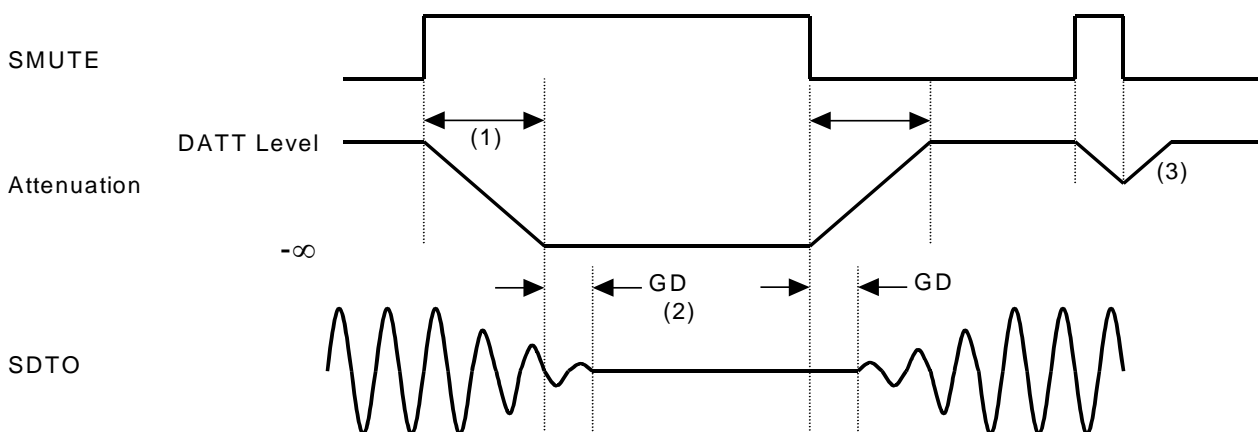 SMUTE
DATT Level
(1)
(3)
Attenuation
-∞
GD
GD
(2)
SDTO